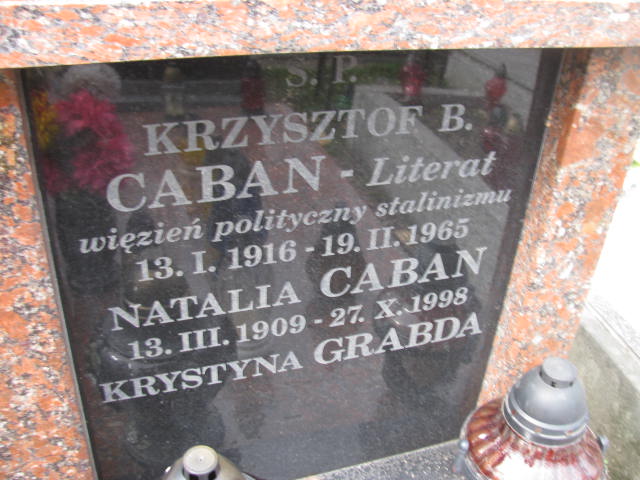 Ś. P.
KRZYSZTOF B.
CABAN - Literat
więzień polityczny stalinizmu
13. I. 1916 - 19. II. 1965
NATALIA CABAN
13. III. 1909 - 27. X. 1998
KRYSTYNA GRABDA